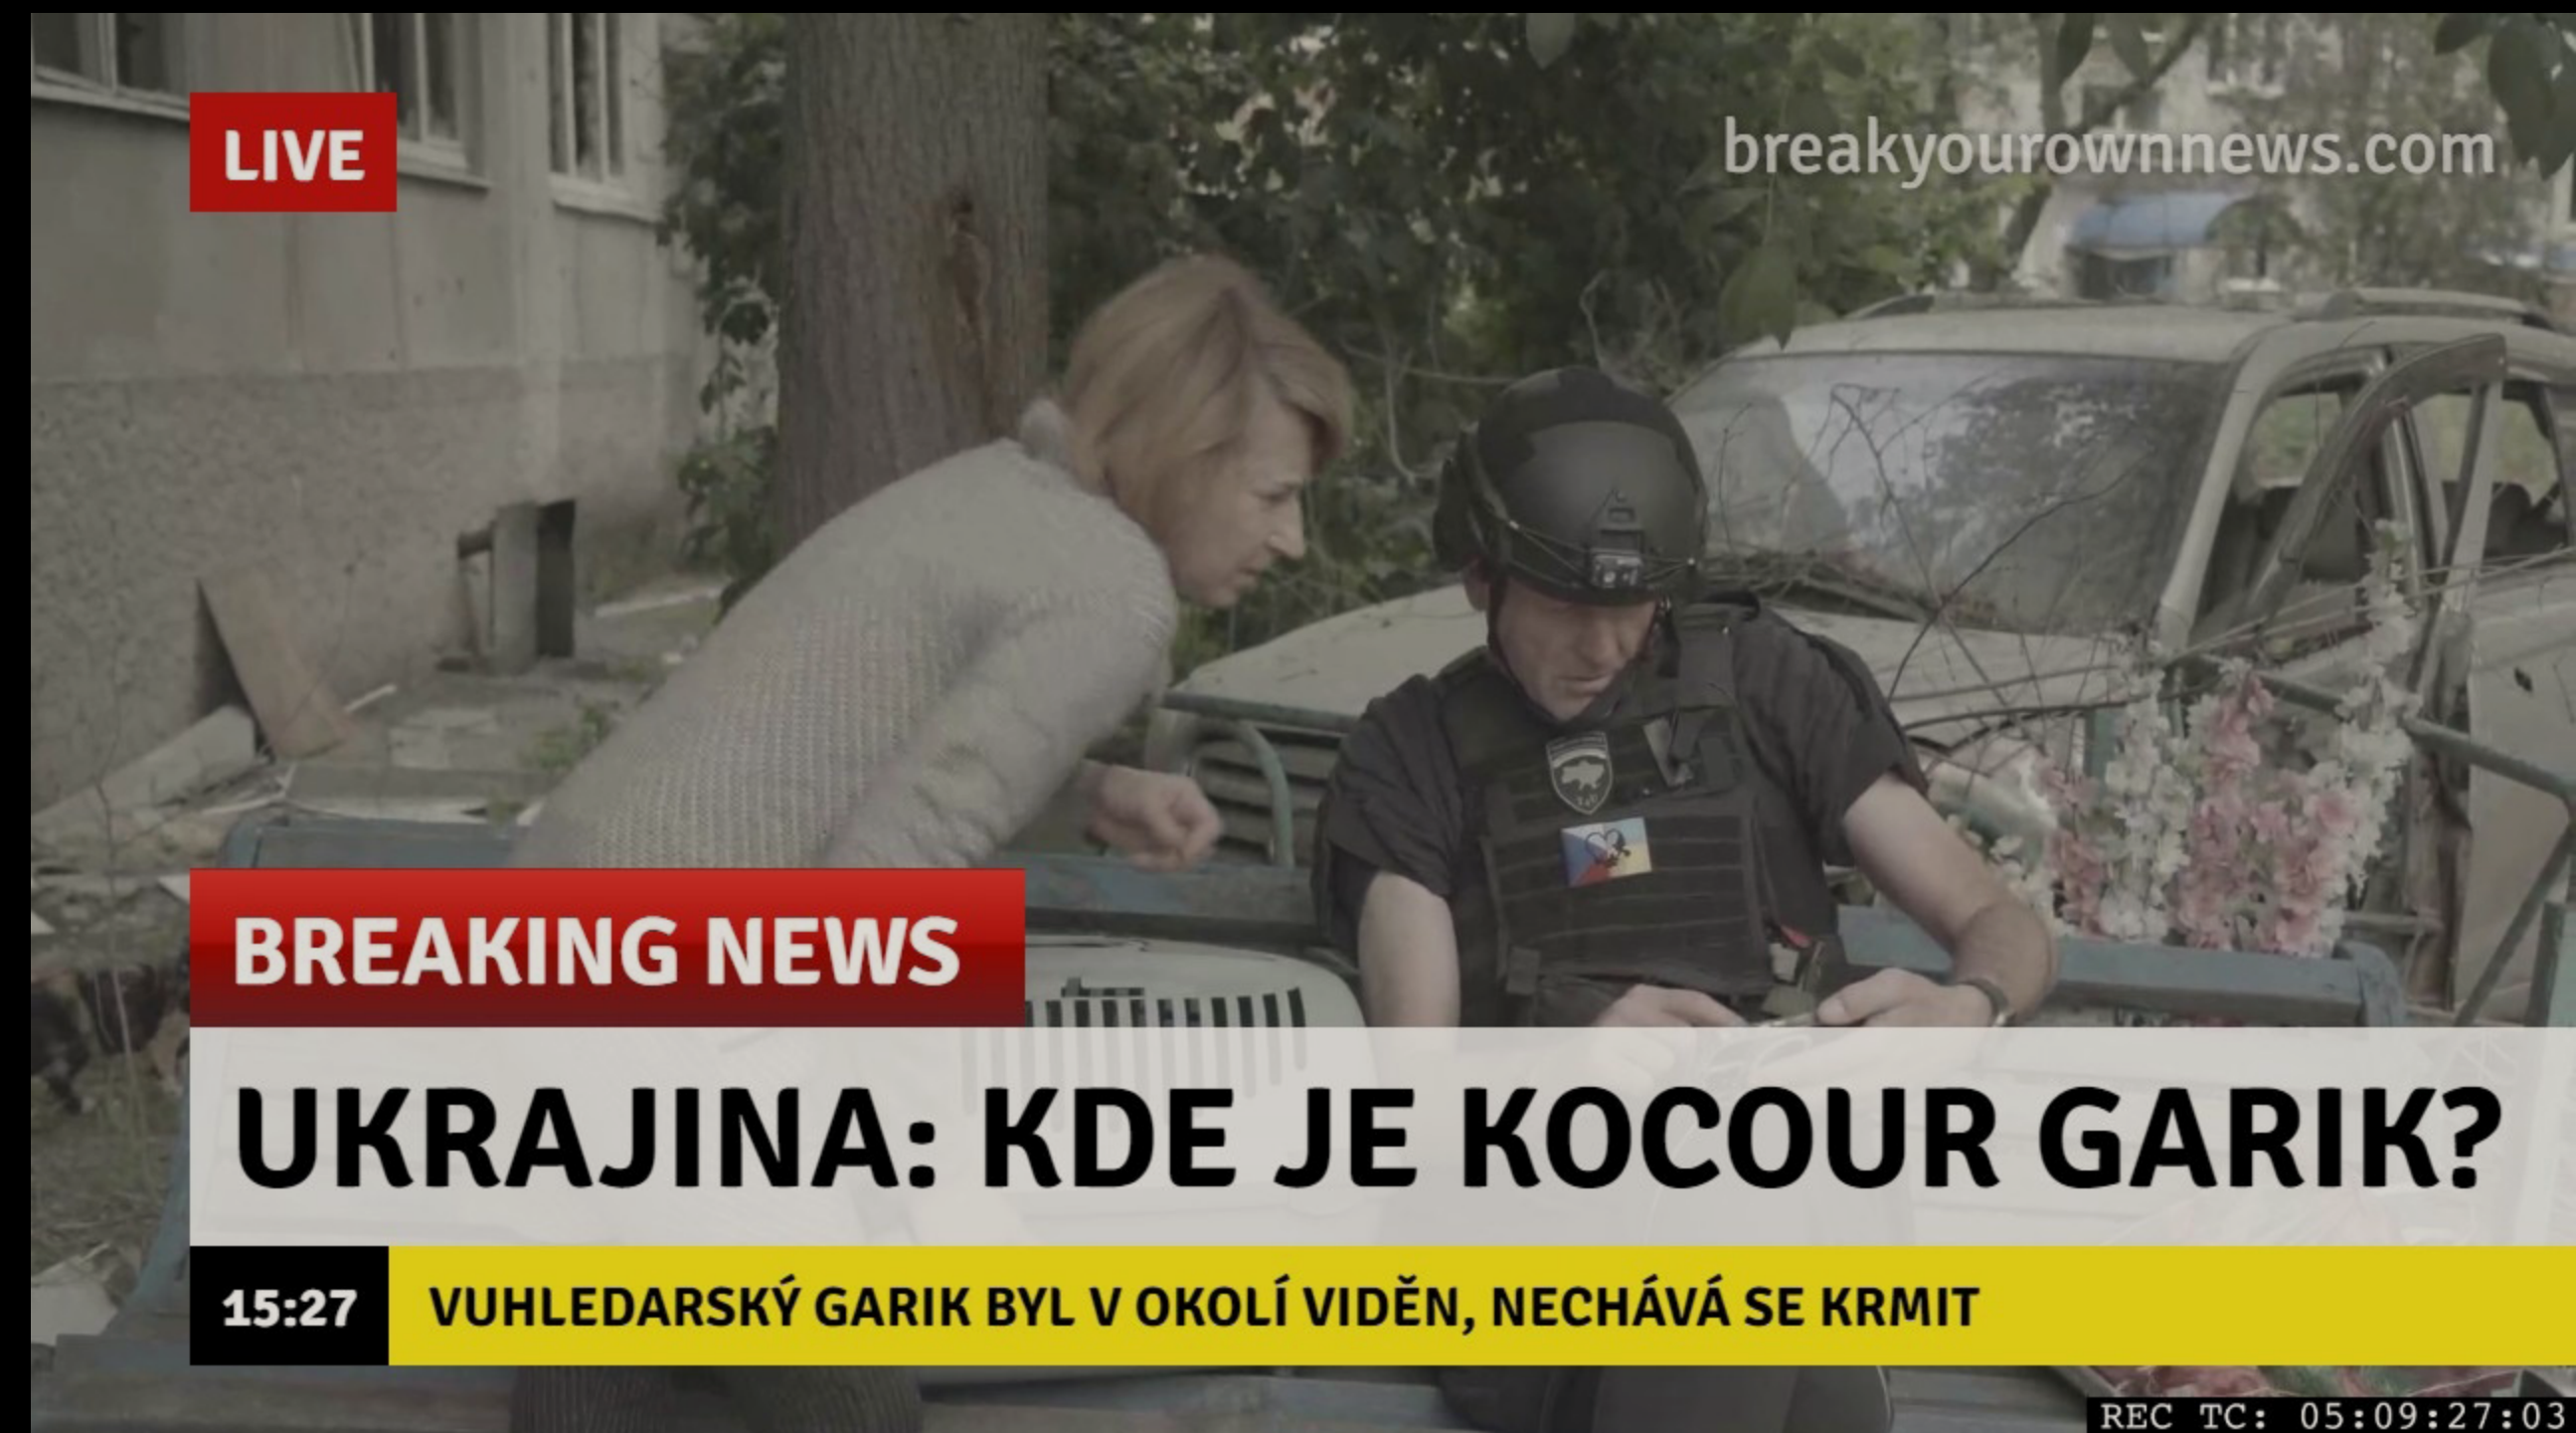 LIVE
breakyourownnews.com
BREAKING NEWS
UKRAJINA: KDE JE KOCOUR GARIK?
15:27
VUHLEDARSKÝ GARIK BYL V OKOLÍ VIDĚN, NECHÁVÁ SE KRMIT
REC TC: 05:09:27:03